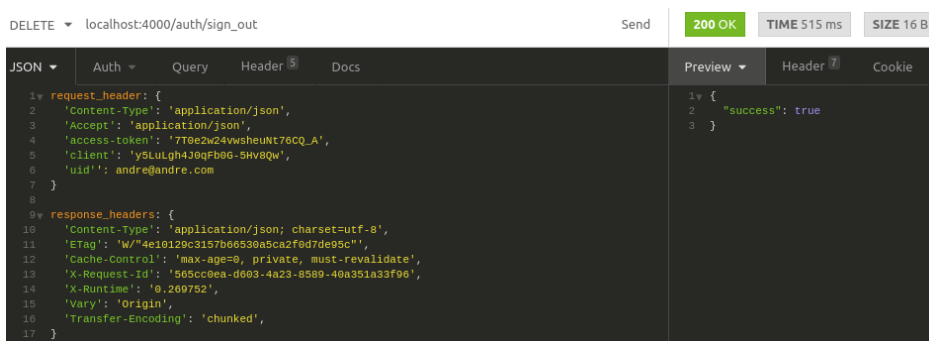 DELETE localhost:4000/auth/sign_out Send 200 OK TIME 515 ms SIZE 16 B
JSON Auth Query Header 5 Docs Preview Header 7 Cookie
1 request_header: {
2 'Content-Type': 'application/json',
3 'Accept': 'application/json',
4 'access-token': '7T0e2w24vwsheuNt76CQ_A',
5 'client': 'y5LuLgh4J0qFb0G-5Hv8Qw',
6 'uid'': andre@andre.com
7 }
8
9 response_headers: {
10 'Content-Type': 'application/json; charset=utf-8',
11 'ETag': 'W/"4e10129c3157b66530a5ca2f0d7de95c"',
12 'Cache-Control': 'max-age=0, private, must-revalidate',
13 'X-Request-Id': '565cc0ea-d603-4a23-8589-40a351a33f96',
14 'X-Runtime': '0.269752',
15 'Vary': 'Origin',
16 'Transfer-Encoding': 'chunked',
17 }
1 {
2 "success": true
3 }